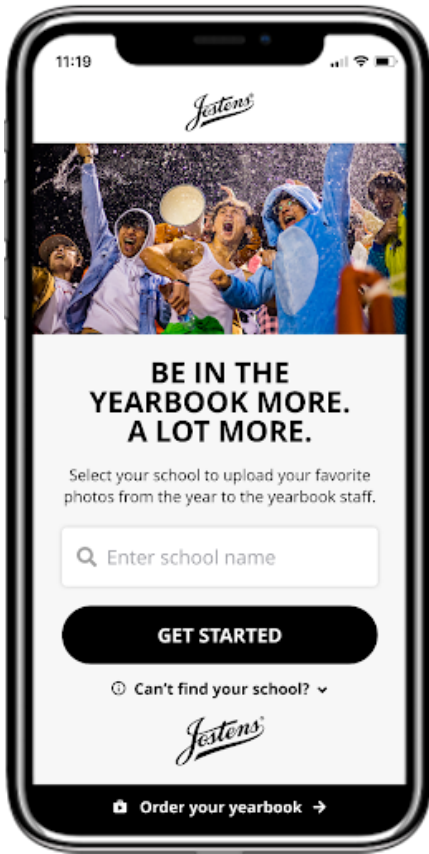 11:19
Jostens
BE IN THE
YEARBOOK MORE.
A LOT MORE.
Select your school to upload your favorite
photos from the year to the yearbook staff.
Enter school name
GET STARTED
Can't find your school?
Jostens
Order your yearbook →